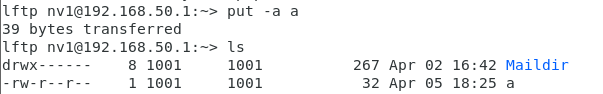 lftp nv1@192.168.50.1:~> put -a a
39 bytes transferred
lftp nv1@192.168.50.1:~> ls
drwx------    8 1001     1001          267 Apr 02 16:42 Maildir
-rw-r--r--    1 1001     1001           32 Apr 05 18:25 a